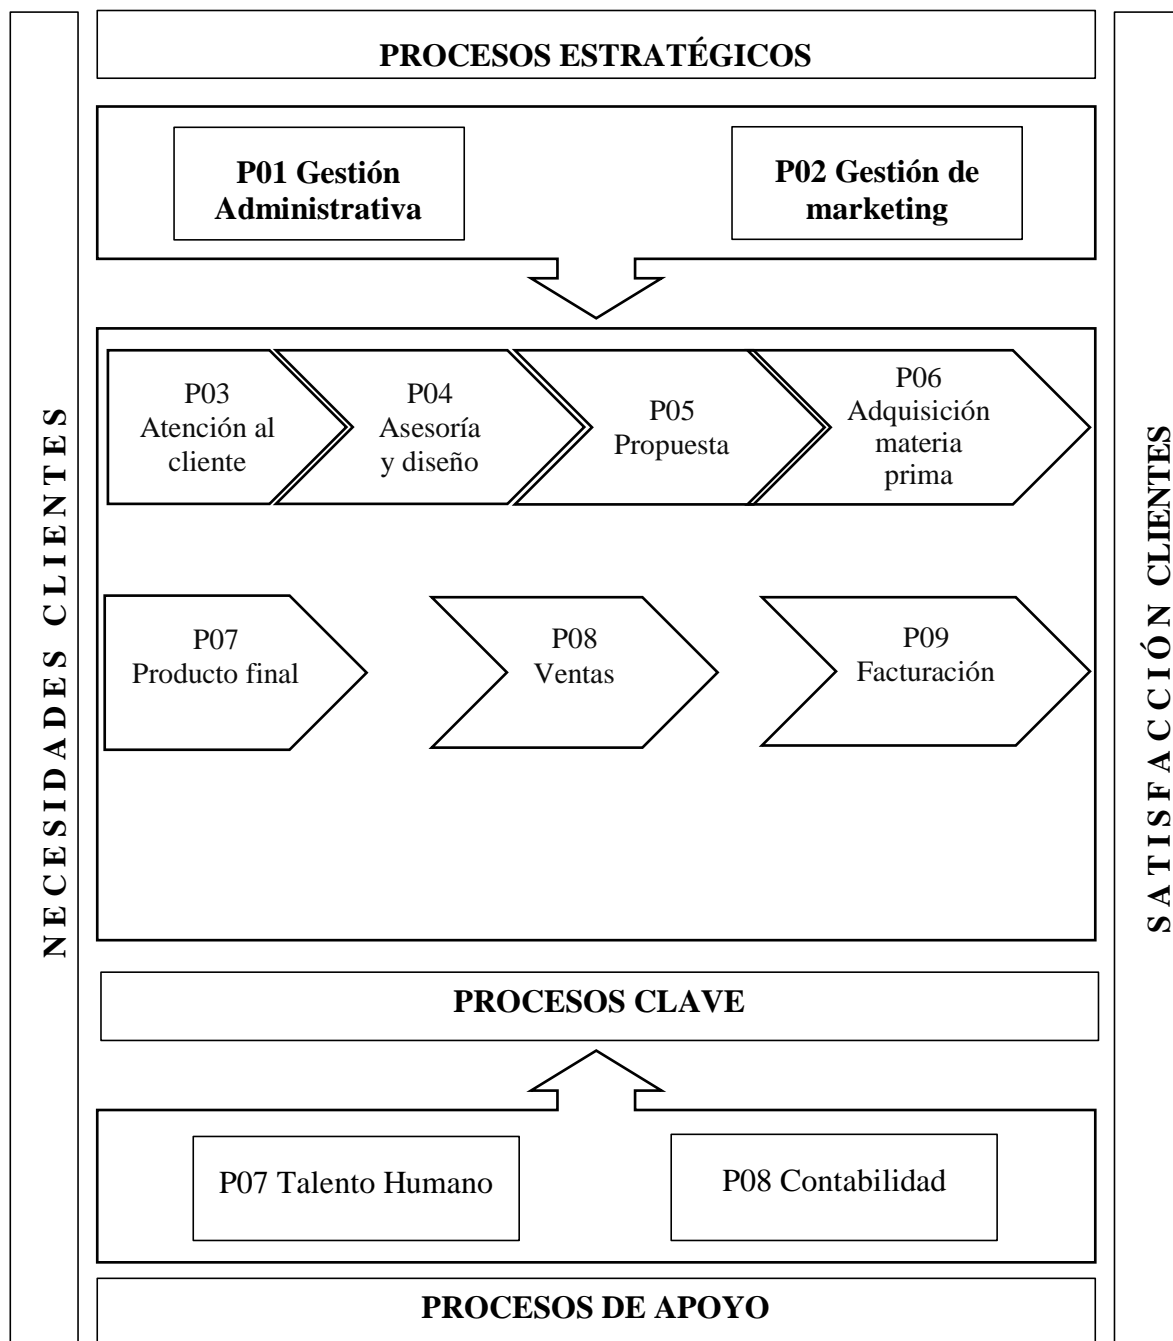 PROCESOS ESTRATÉGICOS
P01 Gestión
Administrativa
P02 Gestión de
marketing
NECESIDADES CLIENTES
P03
Atención al
cliente
P04
Asesoría
y diseño
P05
Propuesta
P06
Adquisición
materia
prima
P07
Producto final
P08
Ventas
P09
Facturación
SATISFACCIÓN CLIENTES
PROCESOS CLAVE
P07 Talento Humano
P08 Contabilidad
PROCESOS DE APOYO